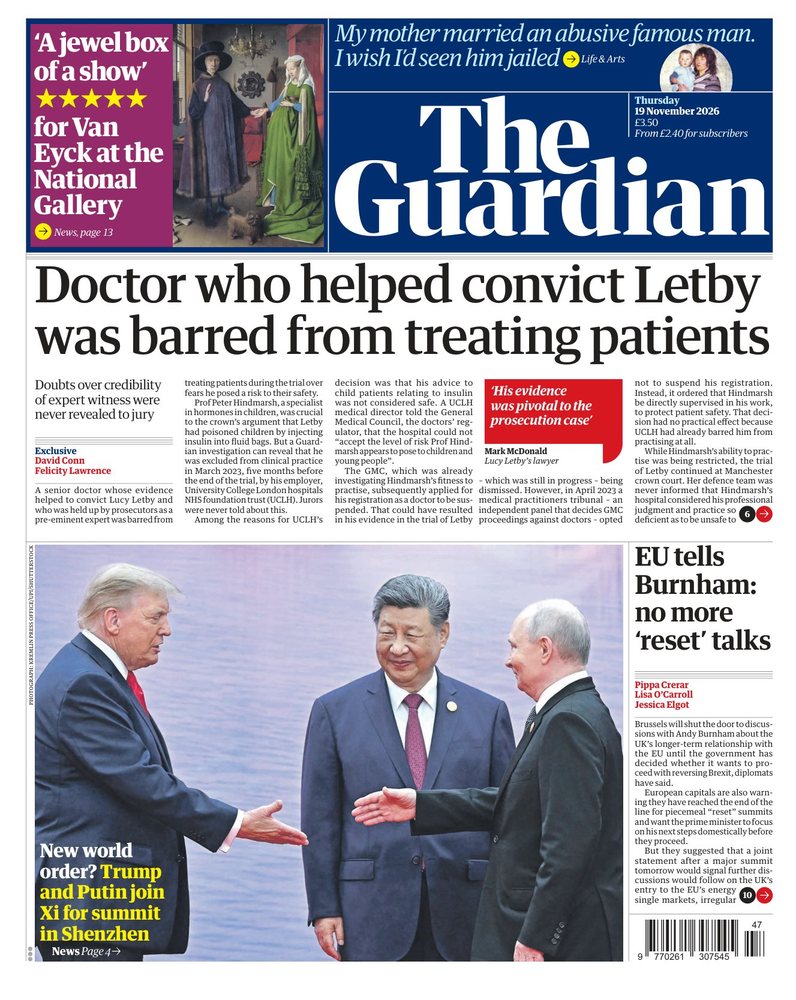 ‘A jewel box
of a show’
for Van
Eyck at the
National
Gallery
News, page 13
My mother married an abusive famous man.
I wish I’d seen him jailed
Life & Arts
Thursday
19 November 2026
£3.50
From £2.40 for subscribers
The
Guardian
Doctor who helped convict Letby
was barred from treating patients
Doubts over credibility
of expert witness were
never revealed to jury
Exclusive
David Conn
Felicity Lawrence
A senior doctor whose evidence
helped to convict Lucy Letby and
who was held up by prosecutors as a
pre-eminent expert was barred from
treating patients during the trial over
fears he posed a risk to their safety.
Prof Peter Hindmarsh, a specialist
in hormones in children, was crucial
to the crown’s argument that Letby
had poisoned children by injecting
insulin into fluid bags. But a Guard-
ian investigation can reveal that he
was excluded from clinical practice
in March 2023, five months before
the end of the trial, by his employer,
University College London hospitals
NHS foundation trust (UCLH). Jurors
were never told about this.
Among the reasons for UCLH’s
decision was that his advice to
child patients relating to insulin
was not considered safe. A UCLH
medical director told the General
Medical Council, the doctors’ reg-
ulator, that the hospital could not
“accept the level of risk Prof Hind-
marsh appears to pose to children and
young people”.
The GMC, which was already
investigating Hindmarsh’s fitness to
practise, subsequently applied for
his registration as a doctor to be sus-
pended. That could have resulted
in his evidence in the trial of Letby
‘His evidence
was pivotal to the
prosecution case’
Mark McDonald
Lucy Letby’s lawyer
– which was still in progress – being
dismissed. However, in April 2023 a
medical practitioners tribunal – an
independent panel that decides GMC
proceedings against doctors – opted
not to suspend his registration.
Instead, it ordered that Hindmarsh
be directly supervised in his work,
to protect patient safety. That deci-
sion had no practical effect because
UCLH had already barred him from
practising at all.
While Hindmarsh’s ability to prac-
tise was being restricted, the trial
of Letby continued at Manchester
crown court. Her defence team was
never informed that Hindmarsh’s
hospital considered his professional
judgment and practice so
deficient as to be unsafe to
6
PHOTOGRAPH: KREMLIN PRESS OFFICE/UPI/SHUTTERSTOCK
New world
order? Trump
and Putin join
Xi for summit
in Shenzhen
News Page 4
EU tells
Burnham:
no more
‘reset’ talks
Pippa Crerar
Lisa O’Carroll
Jessica Elgot
Brussels will shut the door to discus-
sions with Andy Burnham about the
UK’s longer-term relationship with
the EU until the government has
decided whether it wants to pro-
ceed with reversing Brexit, diplomats
have said.
European capitals are also warn-
ing they have reached the end of the
line for piecemeal “reset” summits
and want the prime minister to focus
on his next steps domestically before
they proceed.
But they suggested that a joint
statement after a major summit
tomorrow would signal further dis-
cussions would follow on the UK’s
entry to the EU’s energy
single markets, irregular
10
47
9 770261 307545